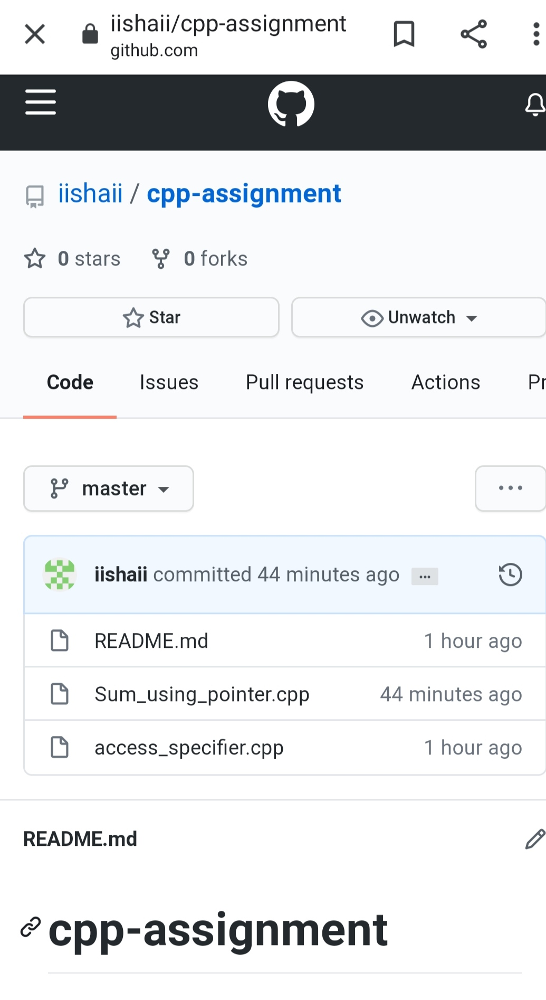 iishaii/cpp-assignment
github.com
iishaii / cpp-assignment
0 stars 0 forks
Star Unwatch
Code Issues Pull requests Actions Pr
master
iishaii committed 44 minutes ago ...
README.md 1 hour ago
Sum_using_pointer.cpp 44 minutes ago
access_specifier.cpp 1 hour ago
README.md
cpp-assignment